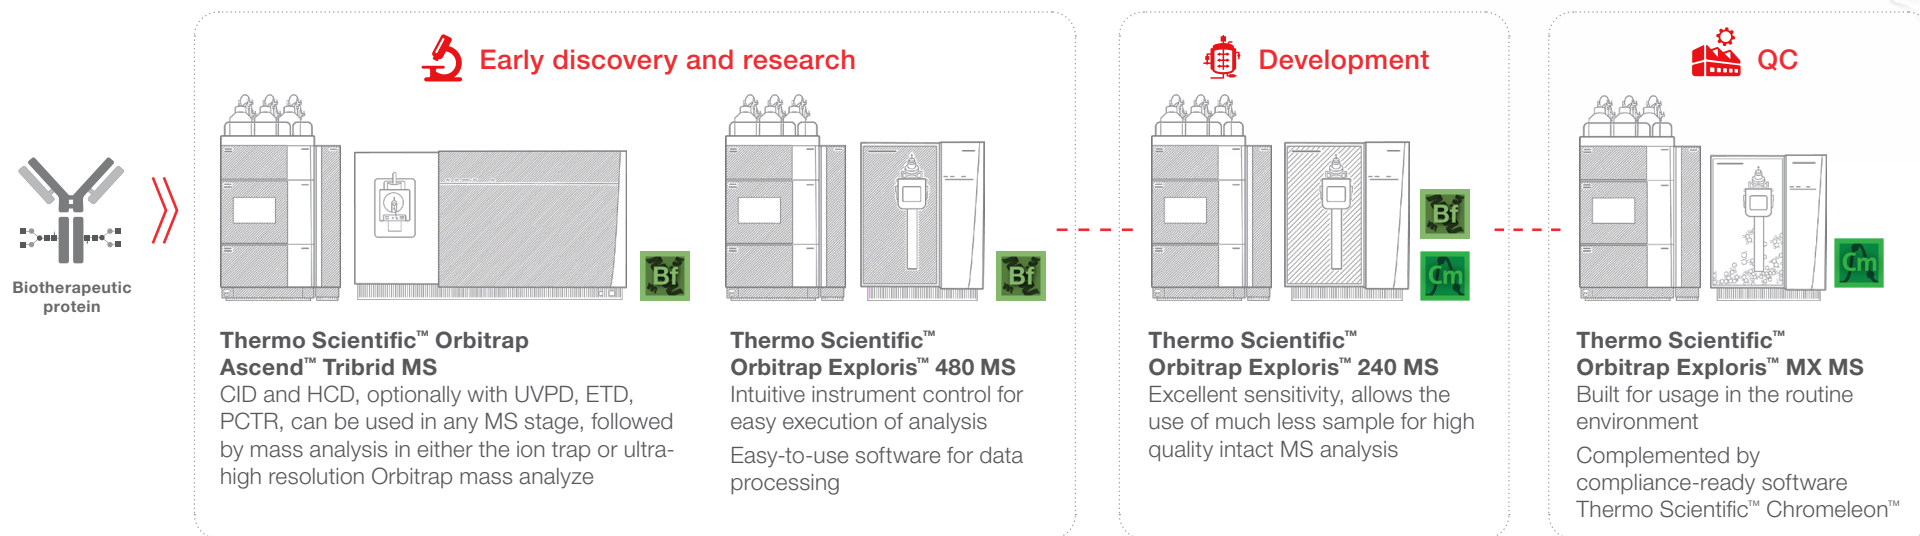 Early discovery and research
Development
QC
Biotherapeutic
protein
Bf
Bf
Bf
Cm
Cm
Thermo Scientific™ Orbitrap
Ascend™ Tribrid MS
CID and HCD, optionally with UVPD, ETD,
PCTR, can be used in any MS stage, followed
by mass analysis in either the ion trap or ultra-
high resolution Orbitrap mass analyze
Thermo Scientific™
Orbitrap Exploris™ 480 MS
Intuitive instrument control for
easy execution of analysis
Easy-to-use software for data
processing
Thermo Scientific™
Orbitrap Exploris™ 240 MS
Excellent sensitivity, allows the
use of much less sample for high
quality intact MS analysis
Thermo Scientific™
Orbitrap Exploris™ MX MS
Built for usage in the routine
environment
Complemented by
compliance-ready software
Thermo Scientific™ Chromeleon™